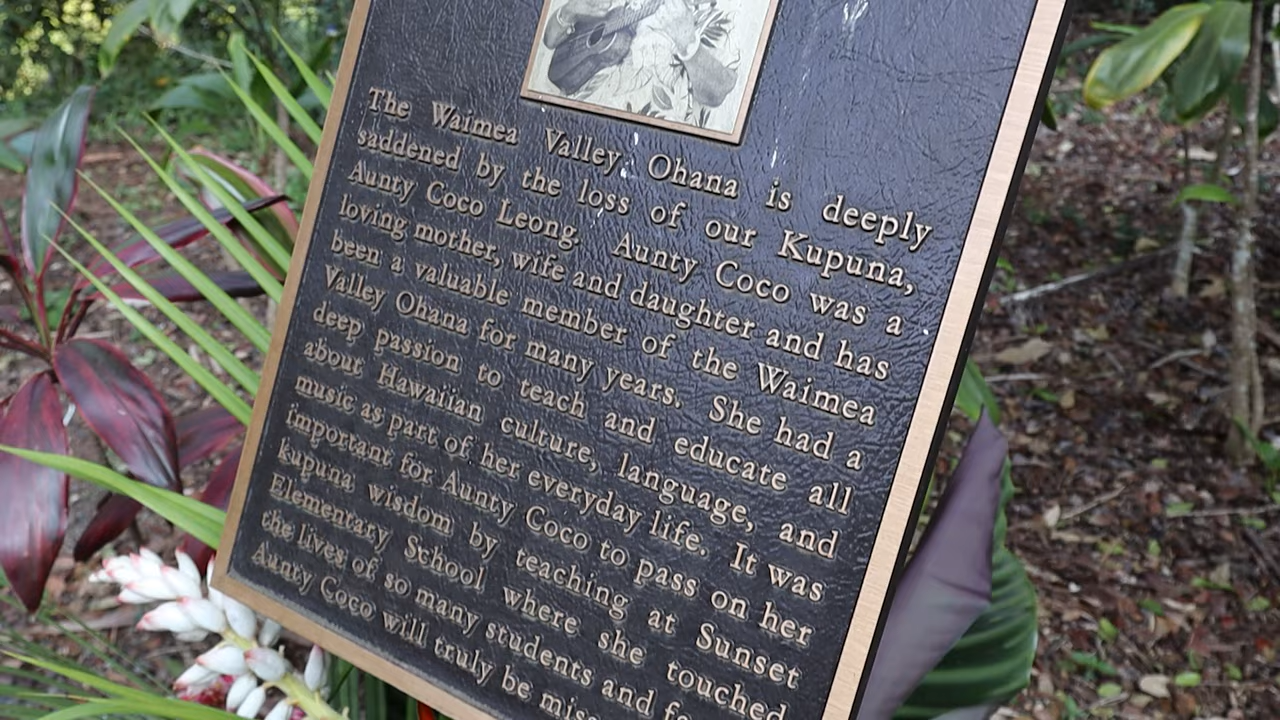 The Waimea Valley, Ohana is deeply
saddened by the loss of our Kupuna,
Aunty Coco Leong. Aunty Coco was a
loving mother, wife and daughter and has
been a valuable member of the Waimea
Valley Ohana for many years. She had a
deep passion to teach and educate all
about Hawaiian culture, language, and
music as part of her everyday life. It was
important for Aunty Coco to pass on her
kupuna wisdom by teaching at Sunset
Elementary School where she touched
the lives of so many students and
Aunty Coco will truly be